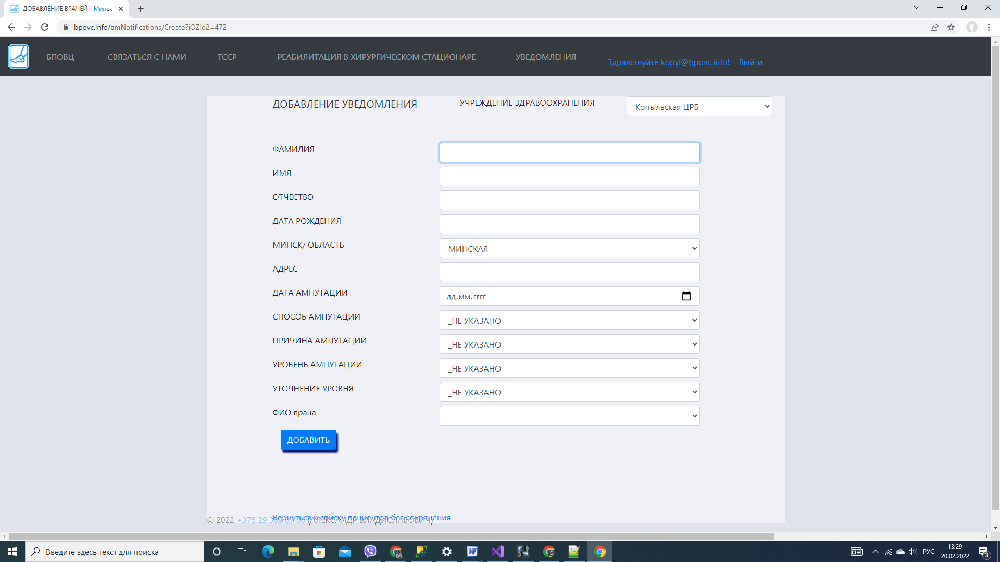 ДОБАВЛЕНИЕ ВРАЧЕЙ - Минск
bpovc.info/amNotifications/Create?iOZId2=472
БПОВЦ СВЯЗАТЬСЯ С НАМИ ТССР РЕАБИЛИТАЦИЯ В ХИРУРГИЧЕСКОМ СТАЦИОНАРЕ УВЕДОМЛЕНИЯ Здравствуйте kopyl@bpovc.info! Выйти
ДОБАВЛЕНИЕ УВЕДОМЛЕНИЯ УЧРЕЖДЕНИЕ ЗДРАВООХРАНЕНИЯ Копыльская ЦРБ
ФАМИЛИЯ
ИМЯ
ОТЧЕСТВО
ДАТА РОЖДЕНИЯ
МИНСК/ ОБЛАСТЬ МИНСКАЯ
АДРЕС
ДАТА АМПУТАЦИИ дд.мм.гггг
СПОСОБ АМПУТАЦИИ _НЕ УКАЗАНО
ПРИЧИНА АМПУТАЦИИ _НЕ УКАЗАНО
УРОВЕНЬ АМПУТАЦИИ _НЕ УКАЗАНО
УТОЧНЕНИЕ УРОВНЯ _НЕ УКАЗАНО
ФИО врача
ДОБАВИТЬ
Вернуться к списку пациентов без сохранения
© 2022 +375 29 (АЛЕКСАНДР ВЛАДИСЛАВОВИЧ)
Введите здесь текст для поиска
РУС
13:29
20.02.2022
3